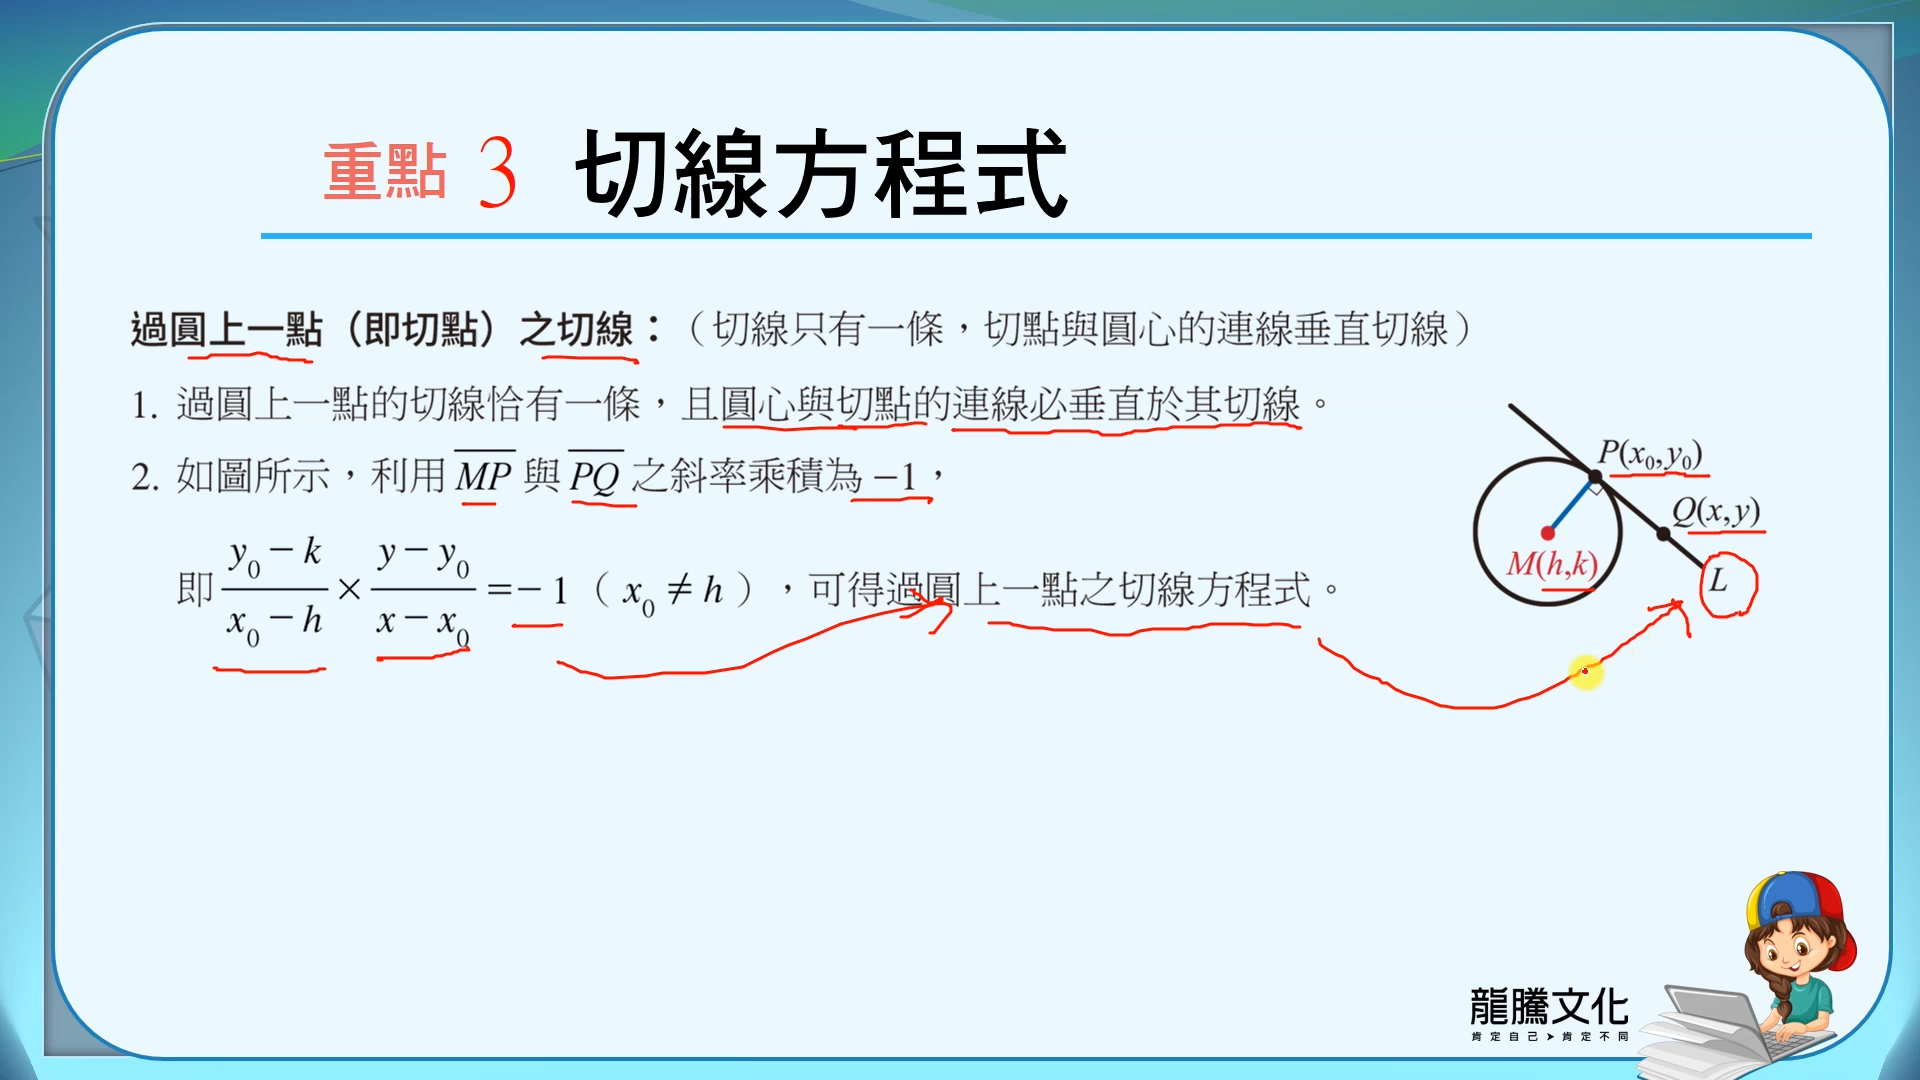 重點 3 切線方程式
過圓上一點（即切點）之切線：（切線只有一條，切點與圓心的連線垂直切線）
1. 過圓上一點的切線恰有一條，且圓心與切點的連線必垂直於其切線。
2. 如圖所示，利用 MP 與 PQ 之斜率乘積為 −1，
即 (y₀ − k)/(x₀ − h) × (y − y₀)/(x − x₀) = − 1（x₀ ≠ h），可得過圓上一點之切線方程式。
P(x₀,y₀)
Q(x,y)
M(h,k)
L
龍騰文化
肯定自己➤肯定不同